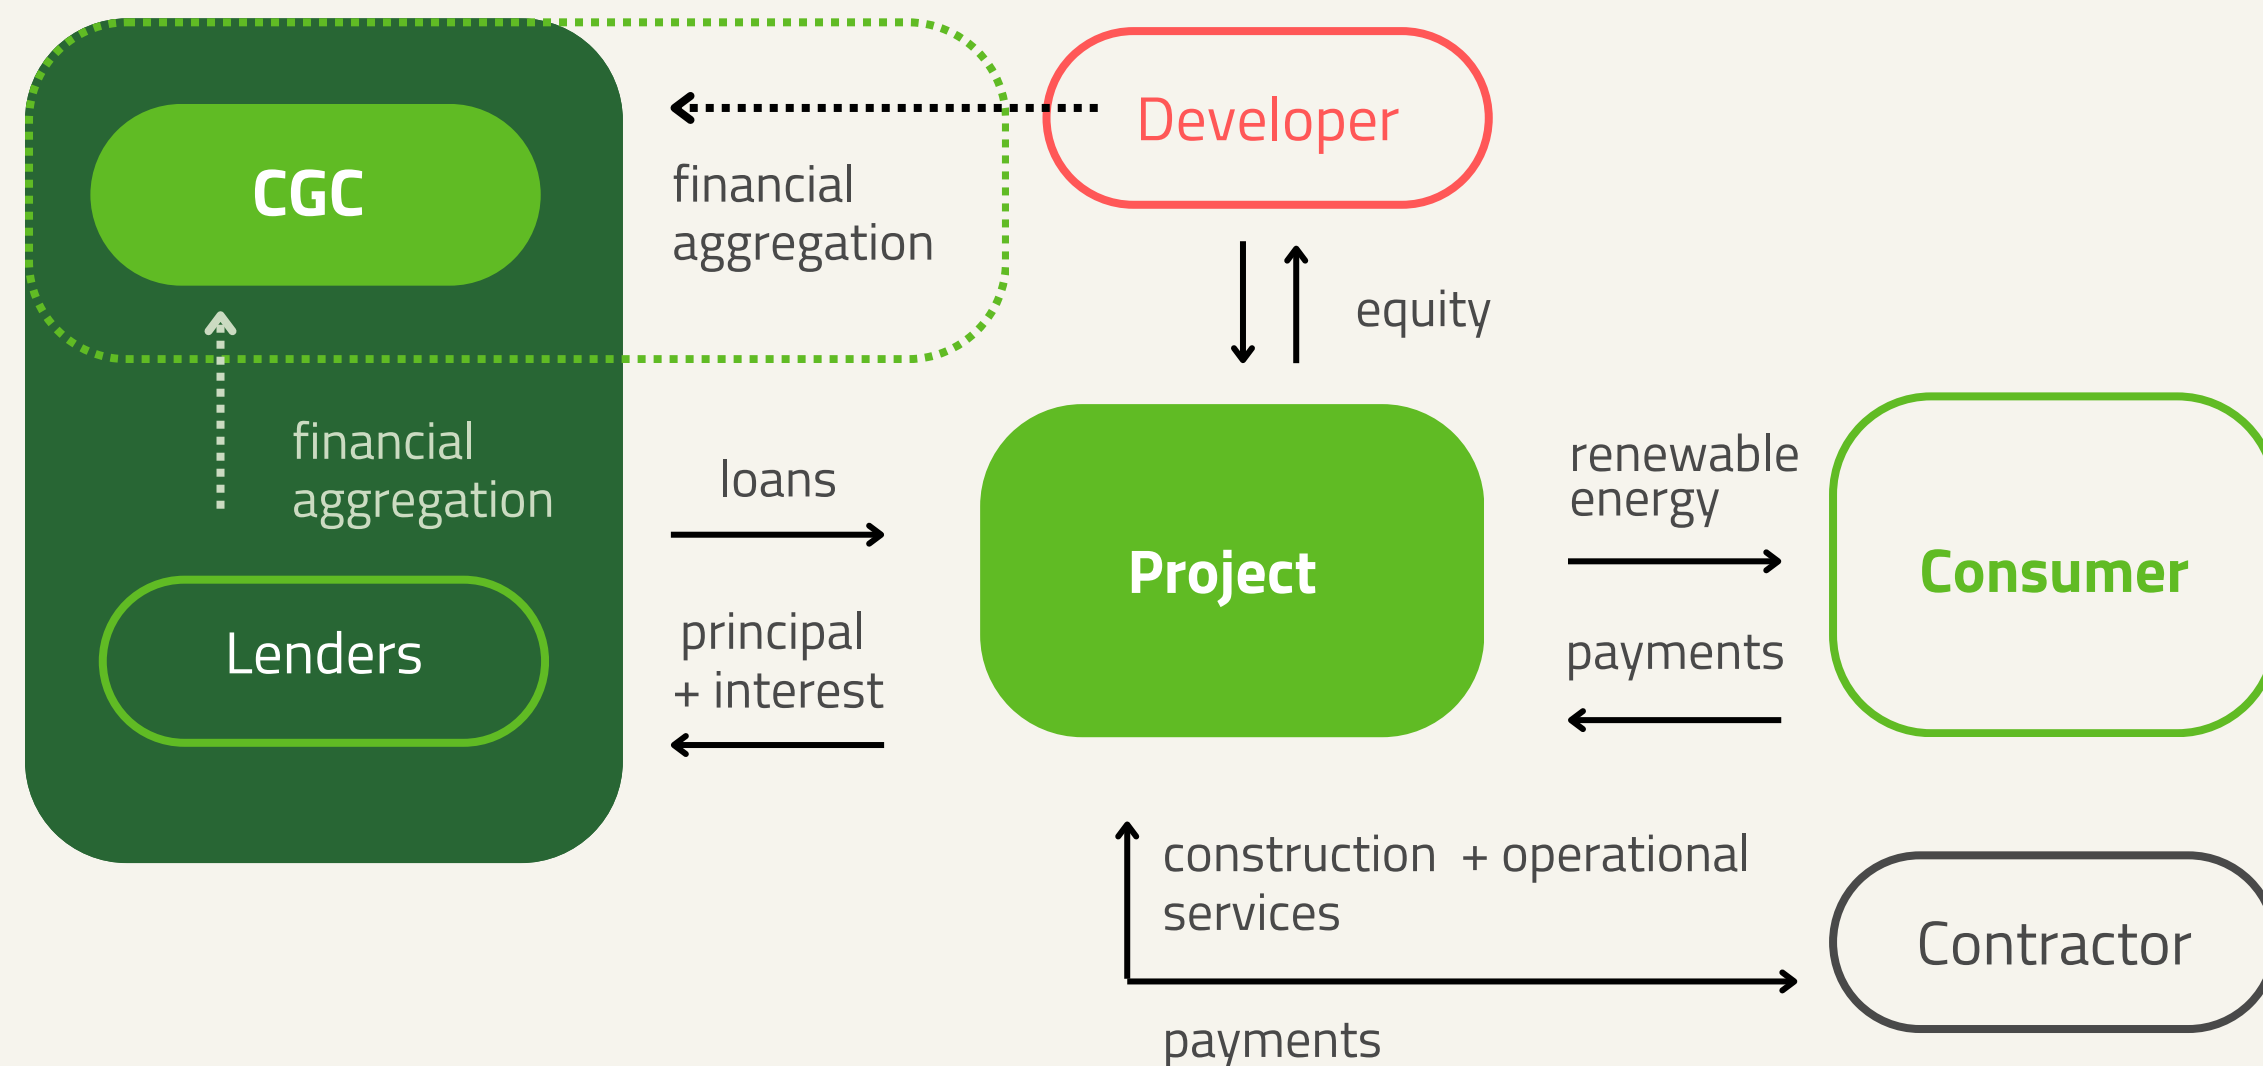 CGC
financial
aggregation
Developer
equity
financial
aggregation
Lenders
loans
principal
+ interest
Project
renewable
energy
payments
Consumer
construction + operational
services
payments
Contractor